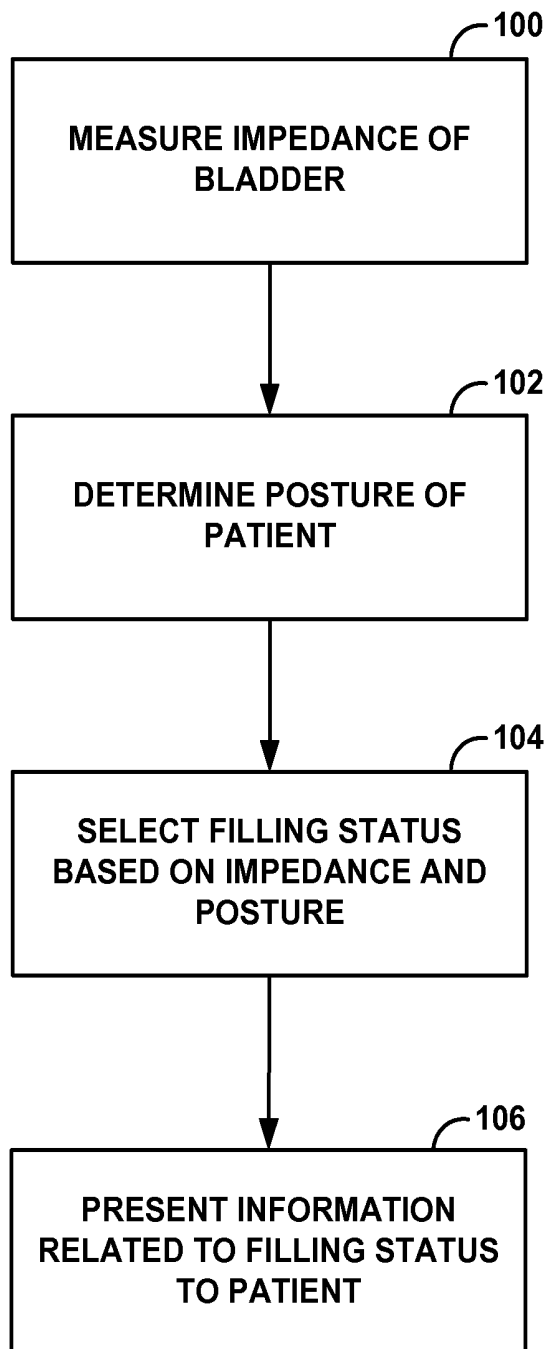 100
MEASURE IMPEDANCE OF
BLADDER
102
DETERMINE POSTURE OF
PATIENT
104
SELECT FILLING STATUS
BASED ON IMPEDANCE AND
POSTURE
106
PRESENT INFORMATION
RELATED TO FILLING STATUS
TO PATIENT